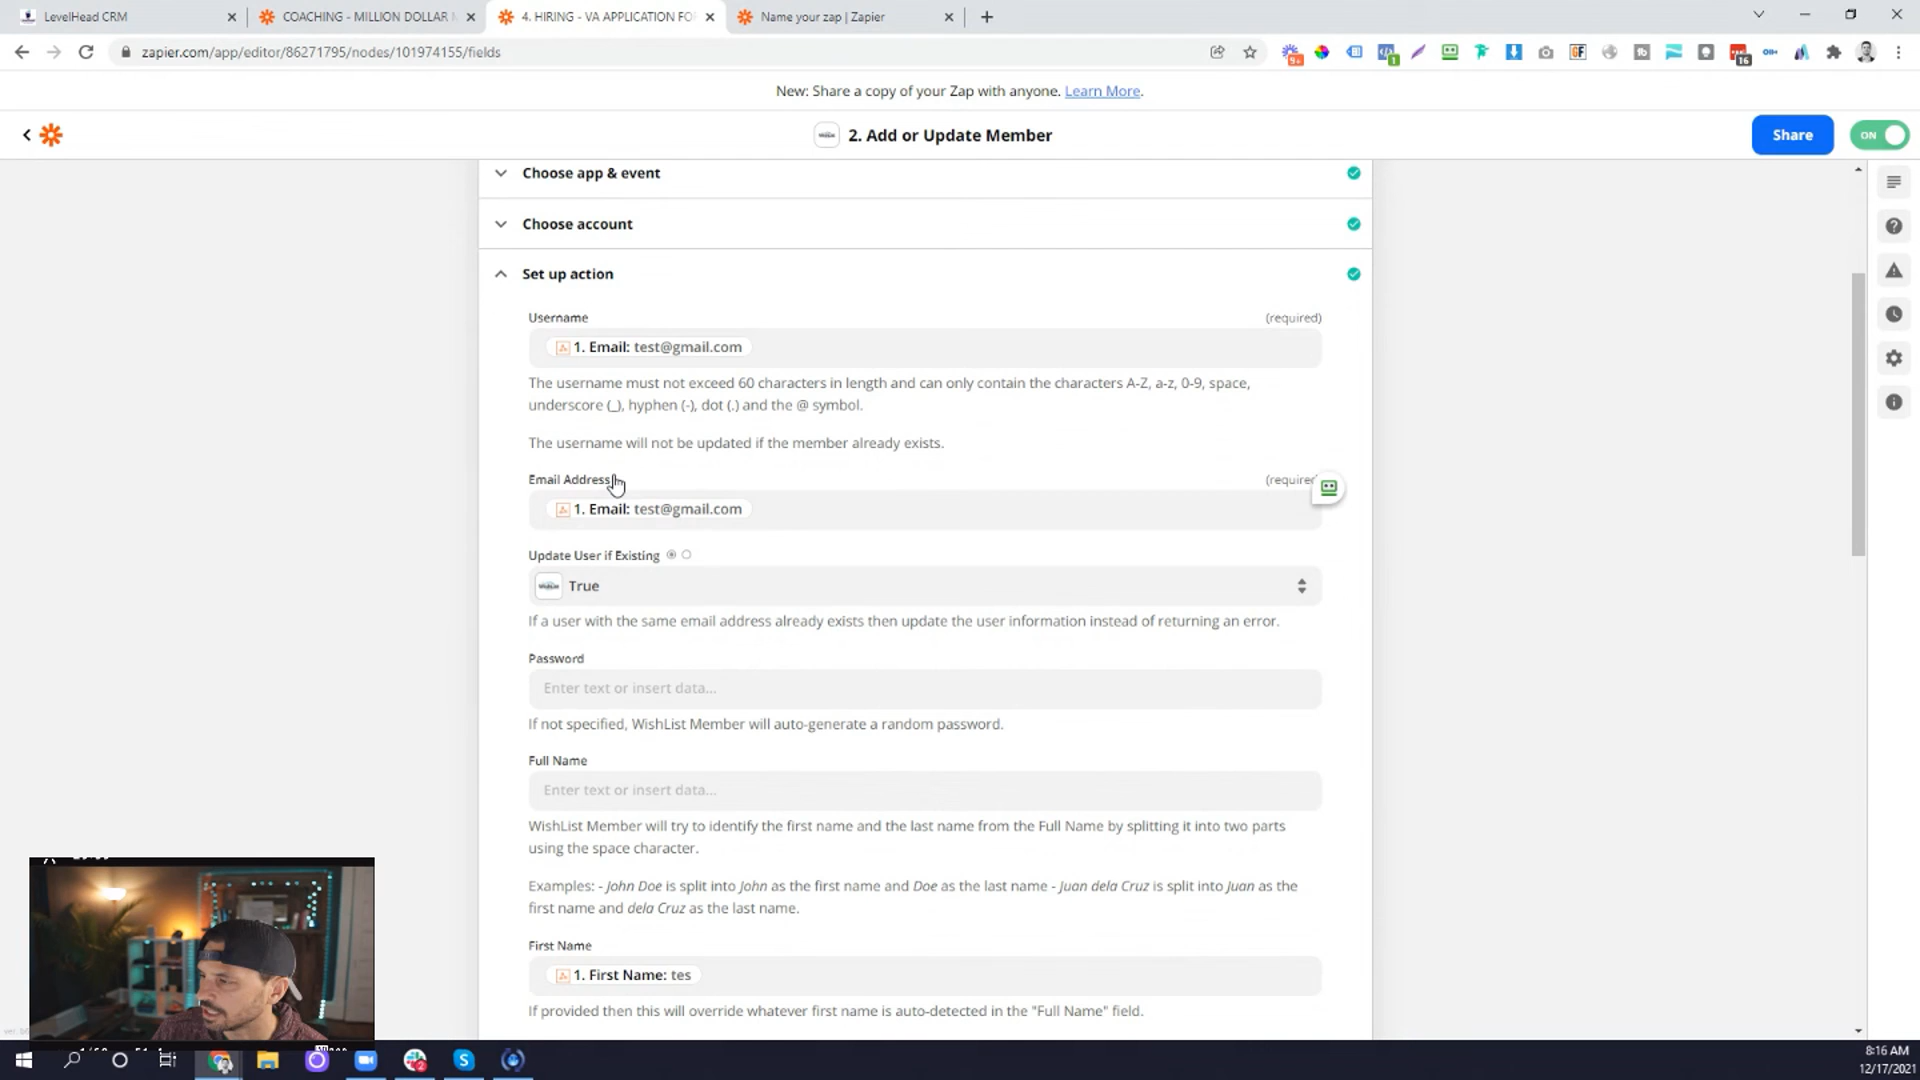 LevelHead CRM
COACHING - MILLION DOLLAR M
4. HIRING - VA APPLICATION FO
Name your zap | Zapier
zapier.com/app/editor/86271795/nodes/101974155/fields
9+
1
GF
16
New: Share a copy of your Zap with anyone. Learn More.
2. Add or Update Member
Share
ON
Choose app & event
Choose account
Set up action
Username
(required)
1. Email: test@gmail.com
The username must not exceed 60 characters in length and can only contain the characters A-Z, a-z, 0-9, space,
underscore (_), hyphen (-), dot (.) and the @ symbol.
The username will not be updated if the member already exists.
Email Address
(required
1. Email: test@gmail.com
Update User if Existing
True
If a user with the same email address already exists then update the user information instead of returning an error.
Password
Enter text or insert data...
If not specified, WishList Member will auto-generate a random password.
Full Name
Enter text or insert data...
WishList Member will try to identify the first name and the last name from the Full Name by splitting it into two parts
using the space character.
Examples: - John Doe is split into John as the first name and Doe as the last name - Juan dela Cruz is split into Juan as the
first name and dela Cruz as the last name.
First Name
1. First Name: tes
If provided then this will override whatever first name is auto-detected in the "Full Name" field.
8:16 AM
12/17/2021